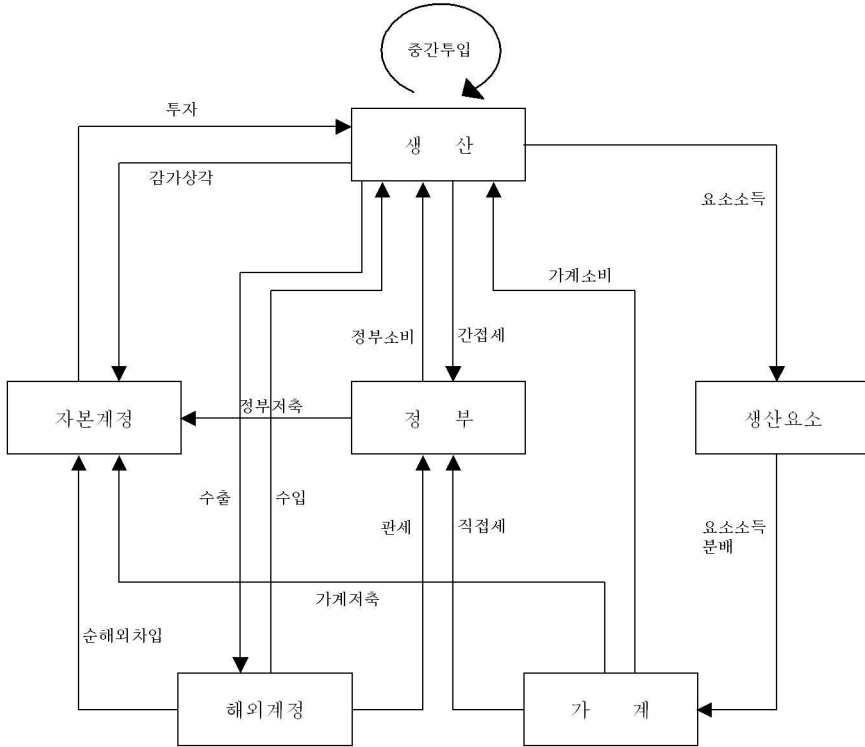 중간투입
투자
생 산
감가상각
요소소득
가계소비
정부소비
간접세
자본계정
정부저축
정 부
생산요소
수출
수입
관세
직접세
요소소득
분배
가계저축
순해외차입
해외계정
가 계